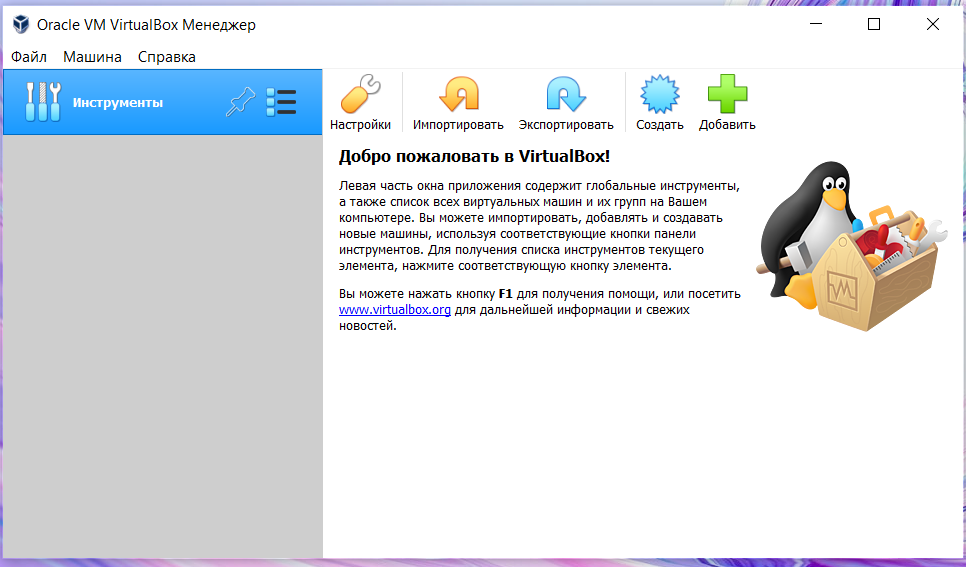 Oracle VM VirtualBox Менеджер
Файл Машина Справка
Инструменты
Настройки Импортировать Экспортировать Создать Добавить
Добро пожаловать в VirtualBox!
Левая часть окна приложения содержит глобальные инструменты,
а также список всех виртуальных машин и их групп на Вашем
компьютере. Вы можете импортировать, добавлять и создавать
новые машины, используя соответствующие кнопки панели
инструментов. Для получения списка инструментов текущего
элемента, нажмите соответствующую кнопку элемента.
Вы можете нажать кнопку F1 для получения помощи, или посетить
www.virtualbox.org для дальнейшей информации и свежих
новостей.